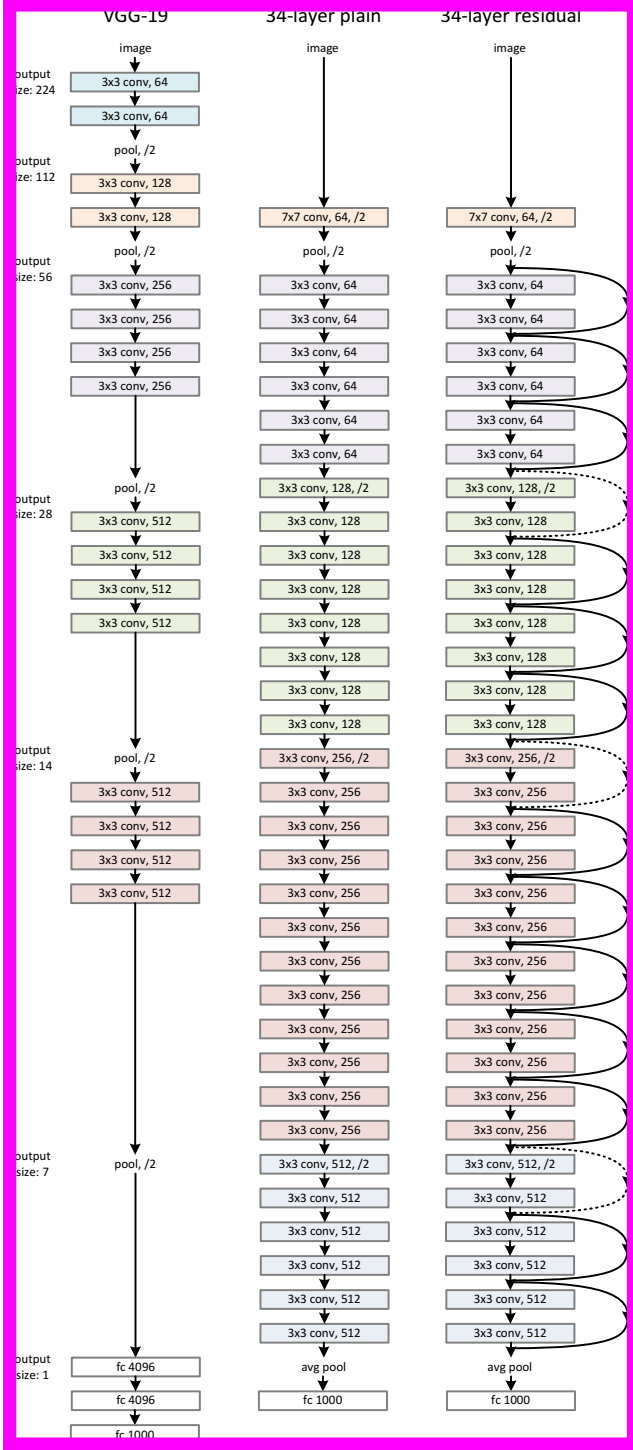 output
ize: 224
output
ize: 112
output
size: 56
output
size: 28
output
size: 14
output
size: 7
output
size: 1
VGG-19
image
3x3 conv, 64
3x3 conv, 64
pool, /2
3x3 conv, 128
3x3 conv, 128
pool, /2
3x3 conv, 256
3x3 conv, 256
3x3 conv, 256
3x3 conv, 256
pool, /2
3x3 conv, 512
3x3 conv, 512
3x3 conv, 512
3x3 conv, 512
pool, /2
3x3 conv, 512
3x3 conv, 512
3x3 conv, 512
3x3 conv, 512
pool, /2
fc 4096
fc 4096
fc 1000
34-layer plain
image
7x7 conv, 64, /2
pool, /2
3x3 conv, 64
3x3 conv, 64
3x3 conv, 64
3x3 conv, 64
3x3 conv, 64
3x3 conv, 64
3x3 conv, 128, /2
3x3 conv, 128
3x3 conv, 128
3x3 conv, 128
3x3 conv, 128
3x3 conv, 128
3x3 conv, 128
3x3 conv, 128
3x3 conv, 256, /2
3x3 conv, 256
3x3 conv, 256
3x3 conv, 256
3x3 conv, 256
3x3 conv, 256
3x3 conv, 256
3x3 conv, 256
3x3 conv, 256
3x3 conv, 256
3x3 conv, 256
3x3 conv, 256
3x3 conv, 512, /2
3x3 conv, 512
3x3 conv, 512
3x3 conv, 512
3x3 conv, 512
3x3 conv, 512
avg pool
fc 1000
34-layer residual
image
7x7 conv, 64, /2
pool, /2
3x3 conv, 64
3x3 conv, 64
3x3 conv, 64
3x3 conv, 64
3x3 conv, 64
3x3 conv, 64
3x3 conv, 128, /2
3x3 conv, 128
3x3 conv, 128
3x3 conv, 128
3x3 conv, 128
3x3 conv, 128
3x3 conv, 128
3x3 conv, 128
3x3 conv, 256, /2
3x3 conv, 256
3x3 conv, 256
3x3 conv, 256
3x3 conv, 256
3x3 conv, 256
3x3 conv, 256
3x3 conv, 256
3x3 conv, 256
3x3 conv, 256
3x3 conv, 256
3x3 conv, 256
3x3 conv, 512, /2
3x3 conv, 512
3x3 conv, 512
3x3 conv, 512
3x3 conv, 512
3x3 conv, 512
avg pool
fc 1000